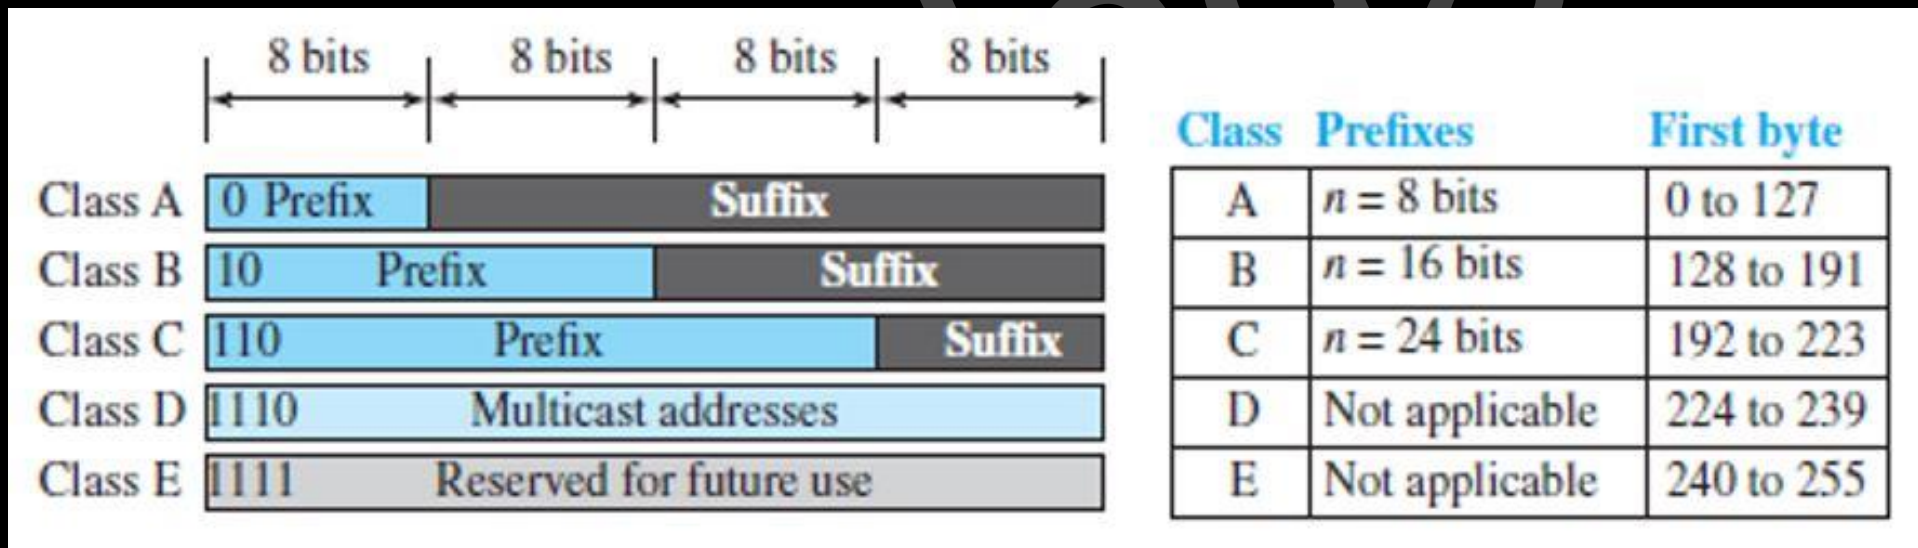 8 bits 8 bits 8 bits 8 bits
Class A 0 Prefix Suffix
Class B 10 Prefix Suffix
Class C 110 Prefix Suffix
Class D 1110 Multicast addresses
Class E 1111 Reserved for future use
Class Prefixes First byte
A n = 8 bits 0 to 127
B n = 16 bits 128 to 191
C n = 24 bits 192 to 223
D Not applicable 224 to 239
E Not applicable 240 to 255